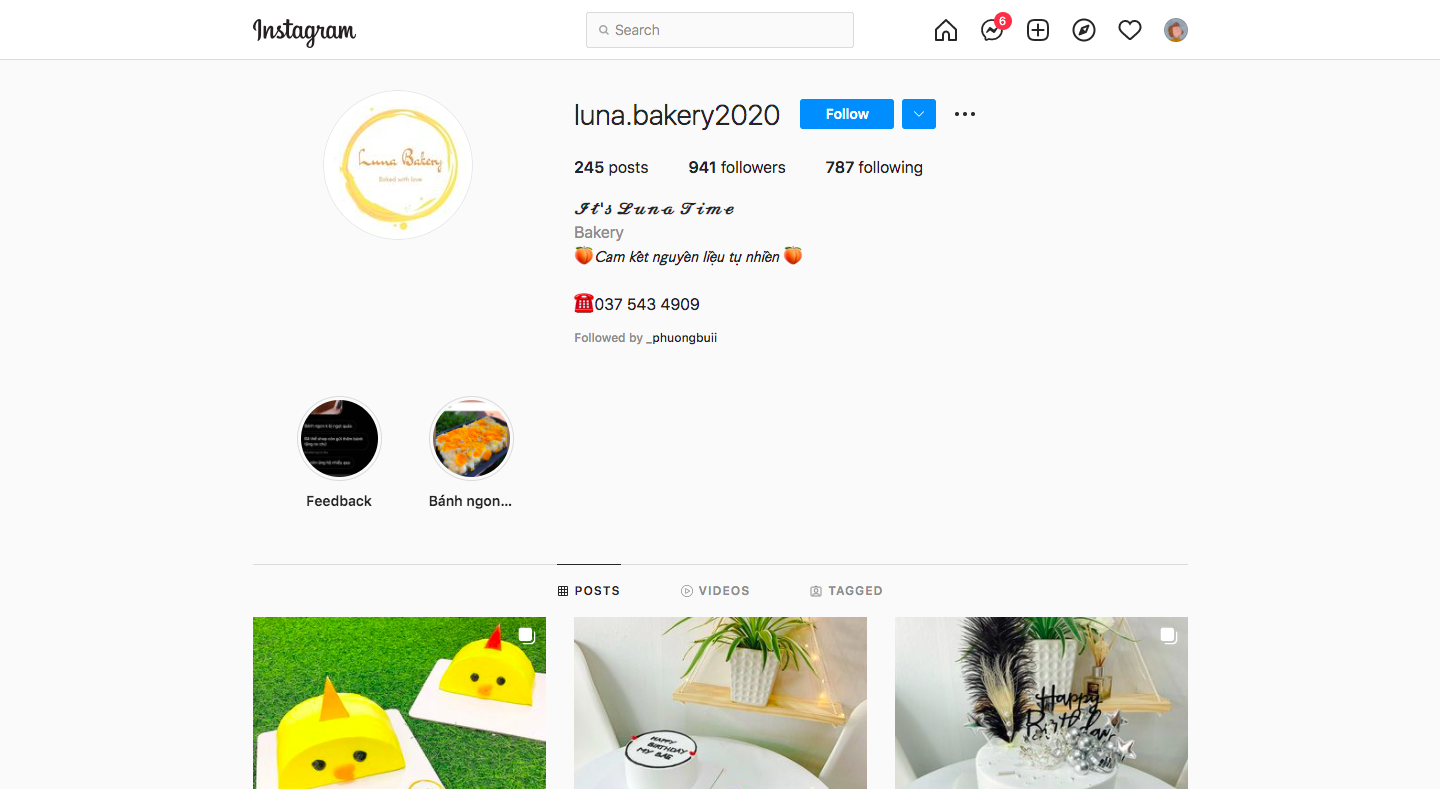 Instagram
Search
6
Luna Bakery
Baked with love
luna.bakery2020
Follow
245 posts 941 followers 787 following
𝓘𝓽'𝓼 𝓛𝓾𝓷𝓪 𝓣𝓲𝓶𝓮
Bakery
🍑Cam kết nguyên liệu tự nhiên 🍑
☎️037 543 4909
Followed by _phuongbuii
Feedback
Bánh ngon...
POSTS
VIDEOS
TAGGED
HAPPY
BIRTHDAY
MY BAE
Happy
Birthday